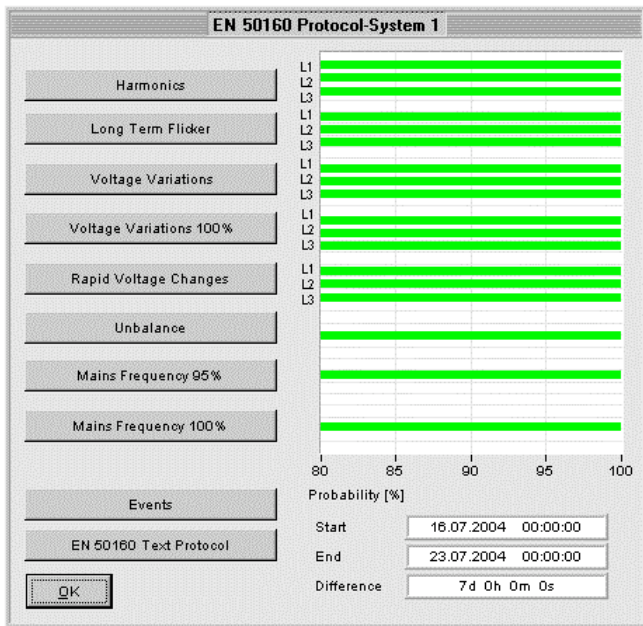 EN 50160 Protocol-System 1
Harmonics
L1
L2
L3
Long Term Flicker
L1
L2
L3
Voltage Variations
L1
L2
L3
Voltage Variations 100%
L1
L2
L3
Rapid Voltage Changes
L1
L2
L3
Unbalance
Mains Frequency 95%
Mains Frequency 100%
80 85 90 95 100
Probability [%]
Events
Start 16.07.2004 00:00:00
EN 50160 Text Protocol
End 23.07.2004 00:00:00
Difference 7d 0h 0m 0s
OK